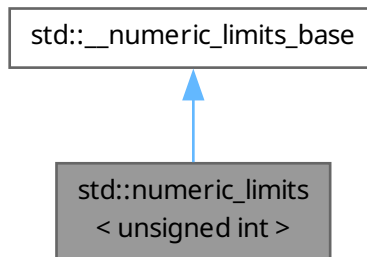 std::__numeric_limits_base
std::numeric_limits
< unsigned int >